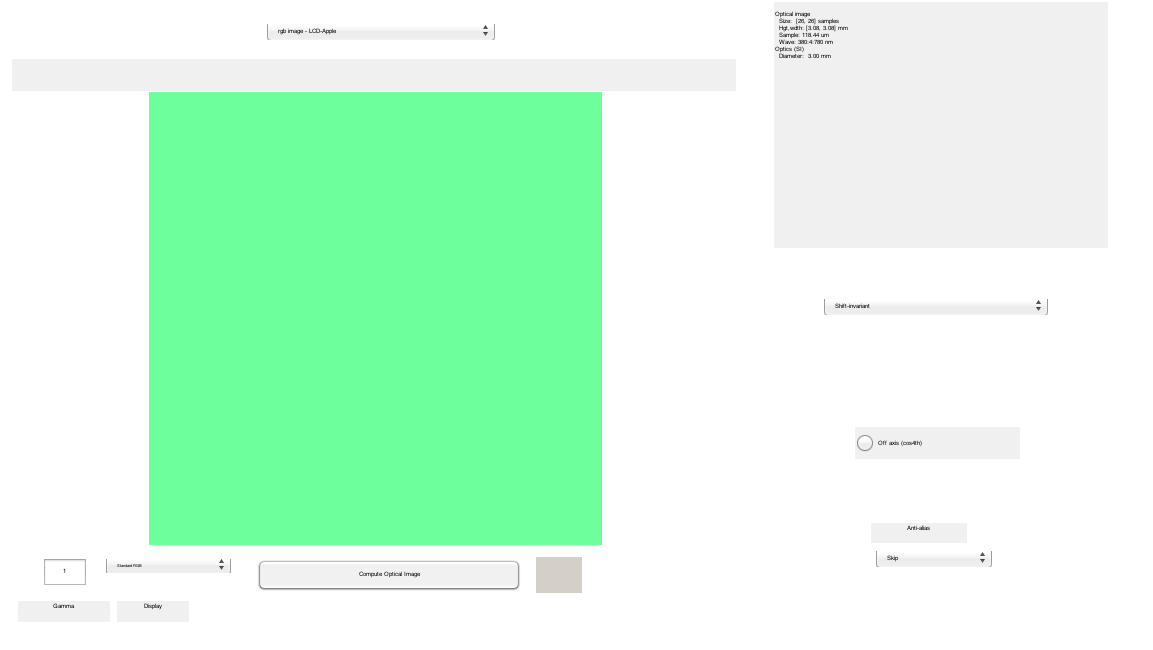 rgb image - LCD-Apple
Optical image
Size: [26, 26] samples
Hgt,wdth: [3.08, 3.08] mm
Sample: 118.44 um
Wave: 380:4:780 nm
Optics (SI)
Diameter: 3.00 mm
Shift-invariant
Off axis (cos4th)
Anti-alias
Skip
1
Standard RGB
Compute Optical Image
Gamma
Display